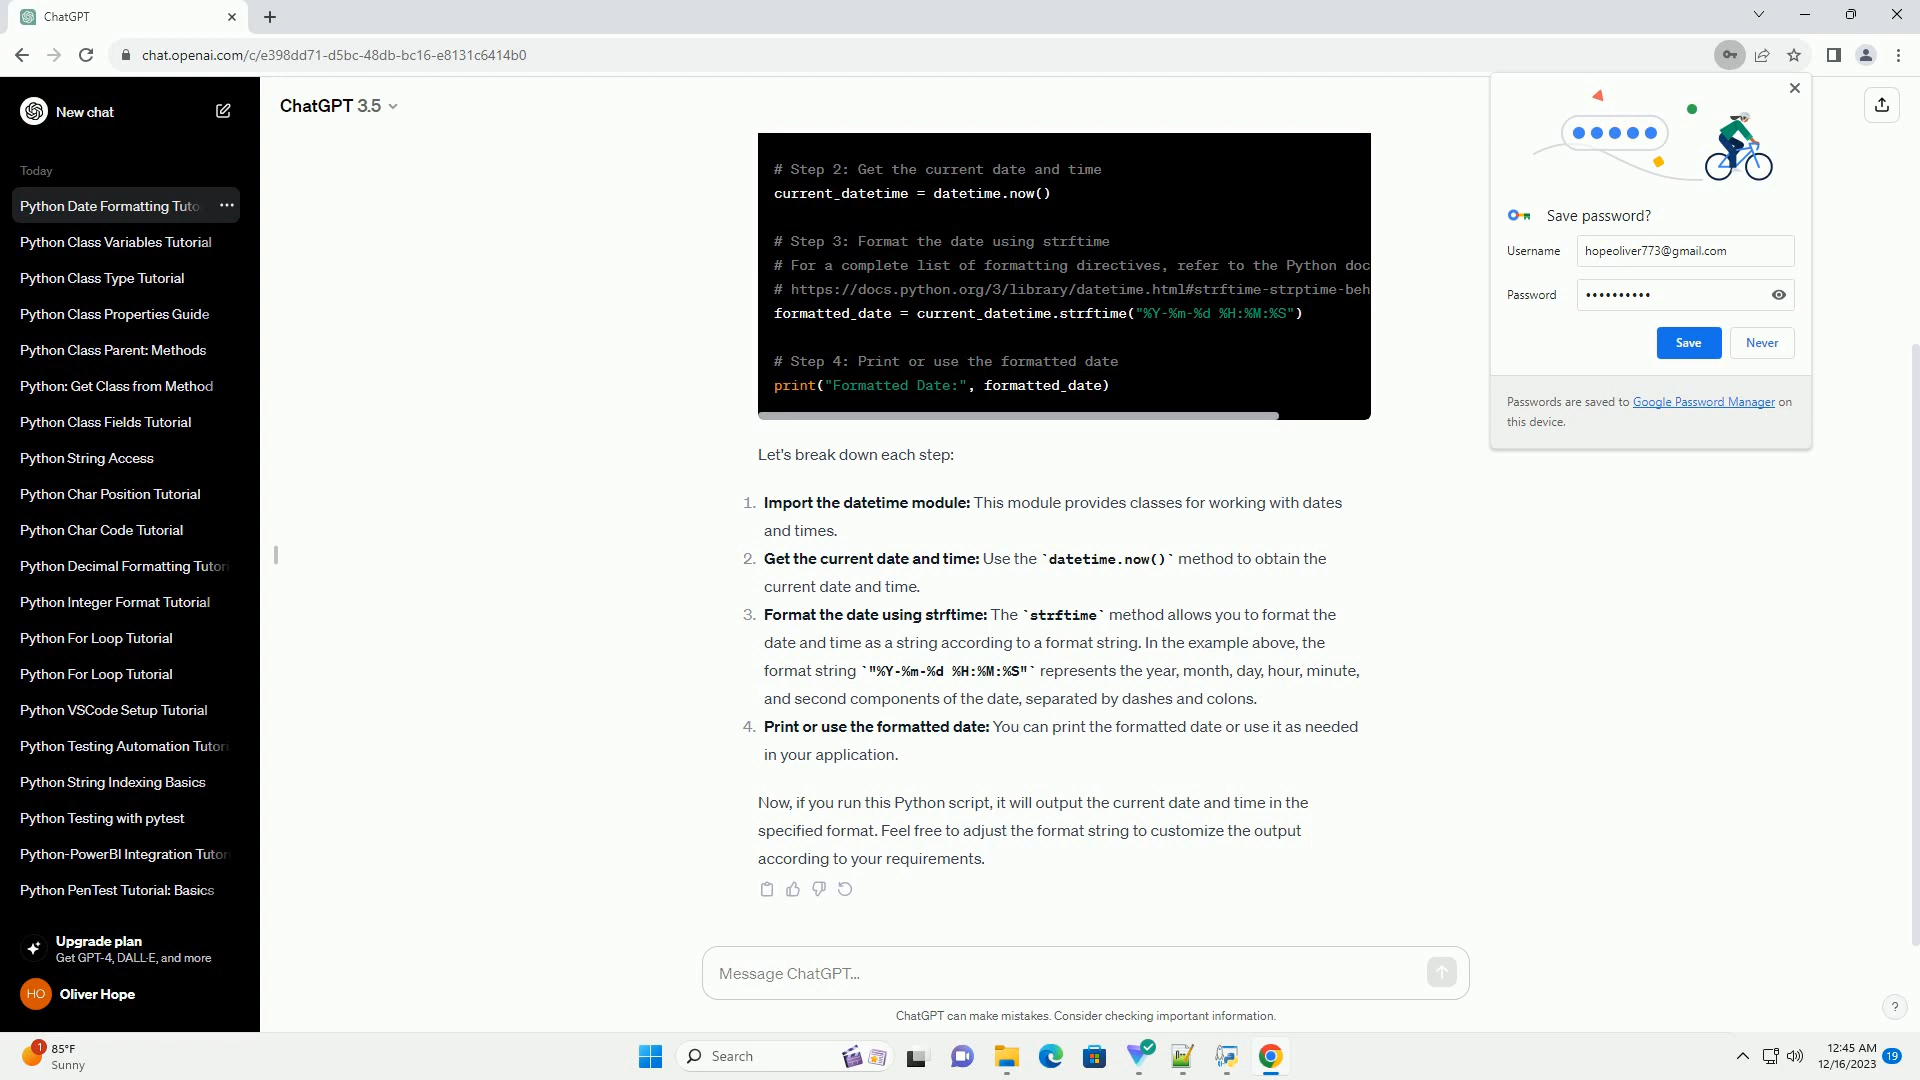 ChatGPT
chat.openai.com/c/e398dd71-d5bc-48db-bc16-e8131c6414b0
New chat
Today
Python Date Formatting Tuto
Python Class Variables Tutorial
Python Class Type Tutorial
Python Class Properties Guide
Python Class Parent: Methods
Python: Get Class from Method
Python Class Fields Tutorial
Python String Access
Python Char Position Tutorial
Python Char Code Tutorial
Python Decimal Formatting Tutori
Python Integer Format Tutorial
Python For Loop Tutorial
Python For Loop Tutorial
Python VSCode Setup Tutorial
Python Testing Automation Tutori
Python String Indexing Basics
Python Testing with pytest
Python-PowerBI Integration Tutori
Python PenTest Tutorial: Basics
Upgrade plan
Get GPT-4, DALL·E, and more
HO Oliver Hope
ChatGPT 3.5
# Step 2: Get the current date and time
current_datetime = datetime.now()
# Step 3: Format the date using strftime
# For a complete list of formatting directives, refer to the Python doc
# https://docs.python.org/3/library/datetime.html#strftime-strptime-beh
formatted_date = current_datetime.strftime("%Y-%m-%d %H:%M:%S")
# Step 4: Print or use the formatted date
print("Formatted Date:", formatted_date)
Let's break down each step:
1. Import the datetime module: This module provides classes for working with dates
and times.
2. Get the current date and time: Use the `datetime.now()` method to obtain the
current date and time.
3. Format the date using strftime: The `strftime` method allows you to format the
date and time as a string according to a format string. In the example above, the
format string `"%Y-%m-%d %H:%M:%S"` represents the year, month, day, hour, minute,
and second components of the date, separated by dashes and colons.
4. Print or use the formatted date: You can print the formatted date or use it as needed
in your application.
Now, if you run this Python script, it will output the current date and time in the
specified format. Feel free to adjust the format string to customize the output
according to your requirements.
Message ChatGPT...
ChatGPT can make mistakes. Consider checking important information.
?
Save password?
Username hopeoliver773@gmail.com
Password ••••••••••
Save Never
Passwords are saved to Google Password Manager on
this device.
1 85°F
Sunny
Search
12:45 AM
12/16/2023
19